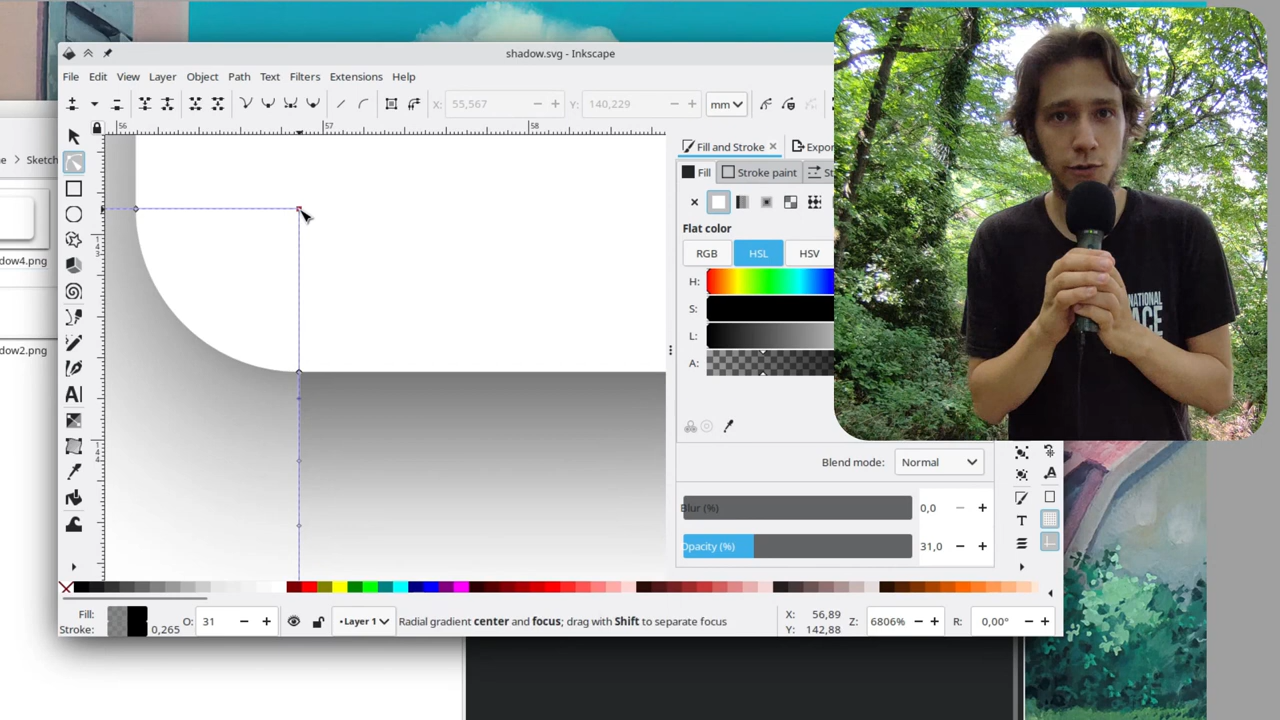 shadow.svg - Inkscape
File Edit View Layer Object Path Text Filters Extensions Help
X: 55,567 Y: 140,229 mm
56 57 58
e > Sketch
Fill and Stroke Expor
Fill Stroke paint St
Flat color
RGB HSL HSV
H:
S:
L:
A:
dow4.png
dow2.png
NATIONAL
ACE
Blend mode: Normal
Blur (%) 0,0
Opacity (%) 31,0
Fill: O: 31 Layer 1 Radial gradient center and focus; drag with Shift to separate focus X: 56,89 Z: 6806% R: 0,00°
Stroke: 0,265 Y: 142,88